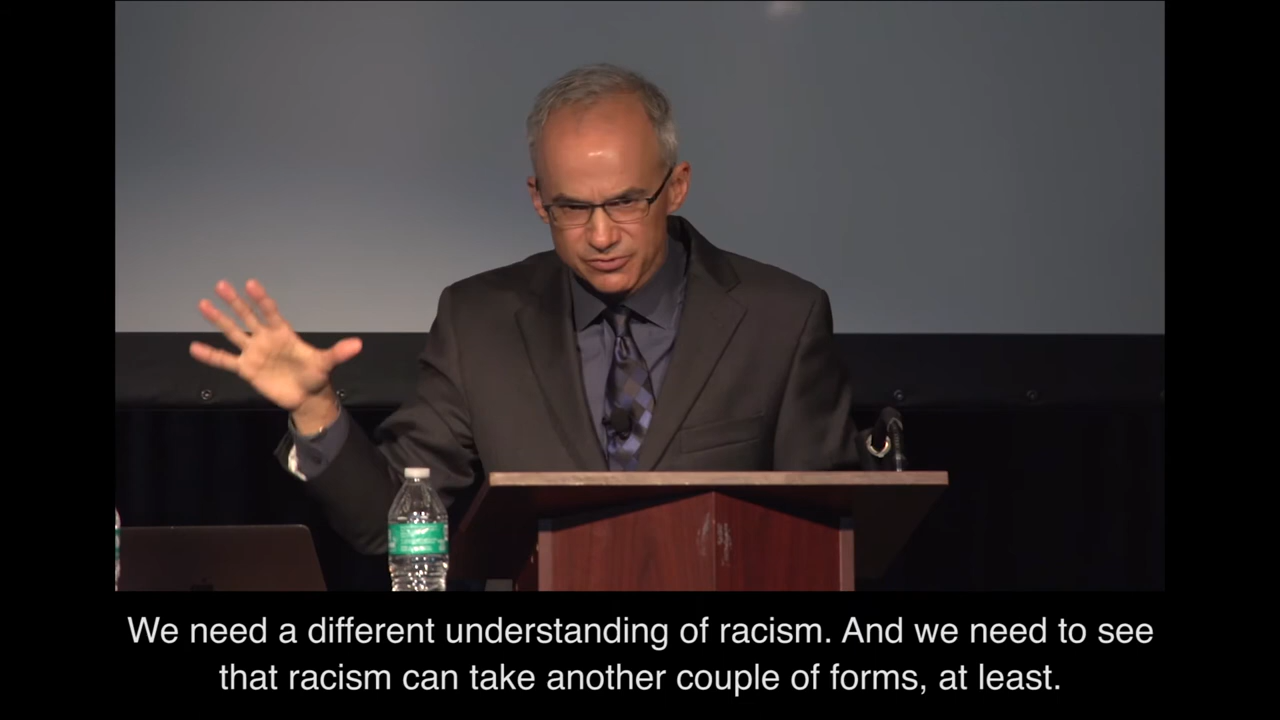 We need a different understanding of racism. And we need to see
that racism can take another couple of forms, at least.